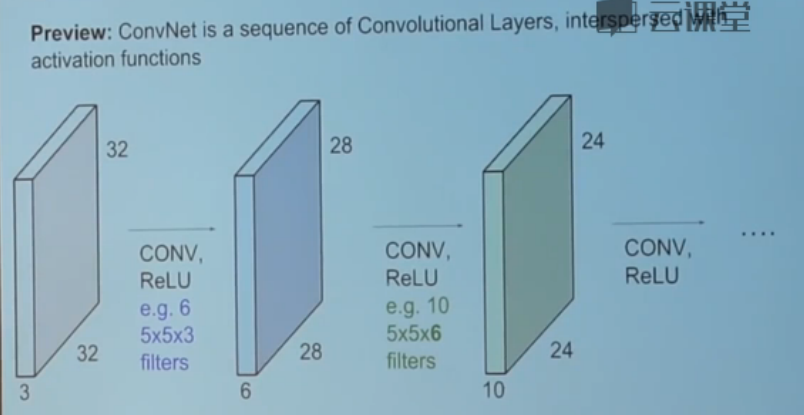 Preview: ConvNet is a sequence of Convolutional Layers, interspersed with
activation functions
云课堂
32
28
24
CONV,
ReLU
e.g. 6
5x5x3
filters
CONV,
ReLU
e.g. 10
5x5x6
filters
CONV,
ReLU
....
32
28
24
3
6
10